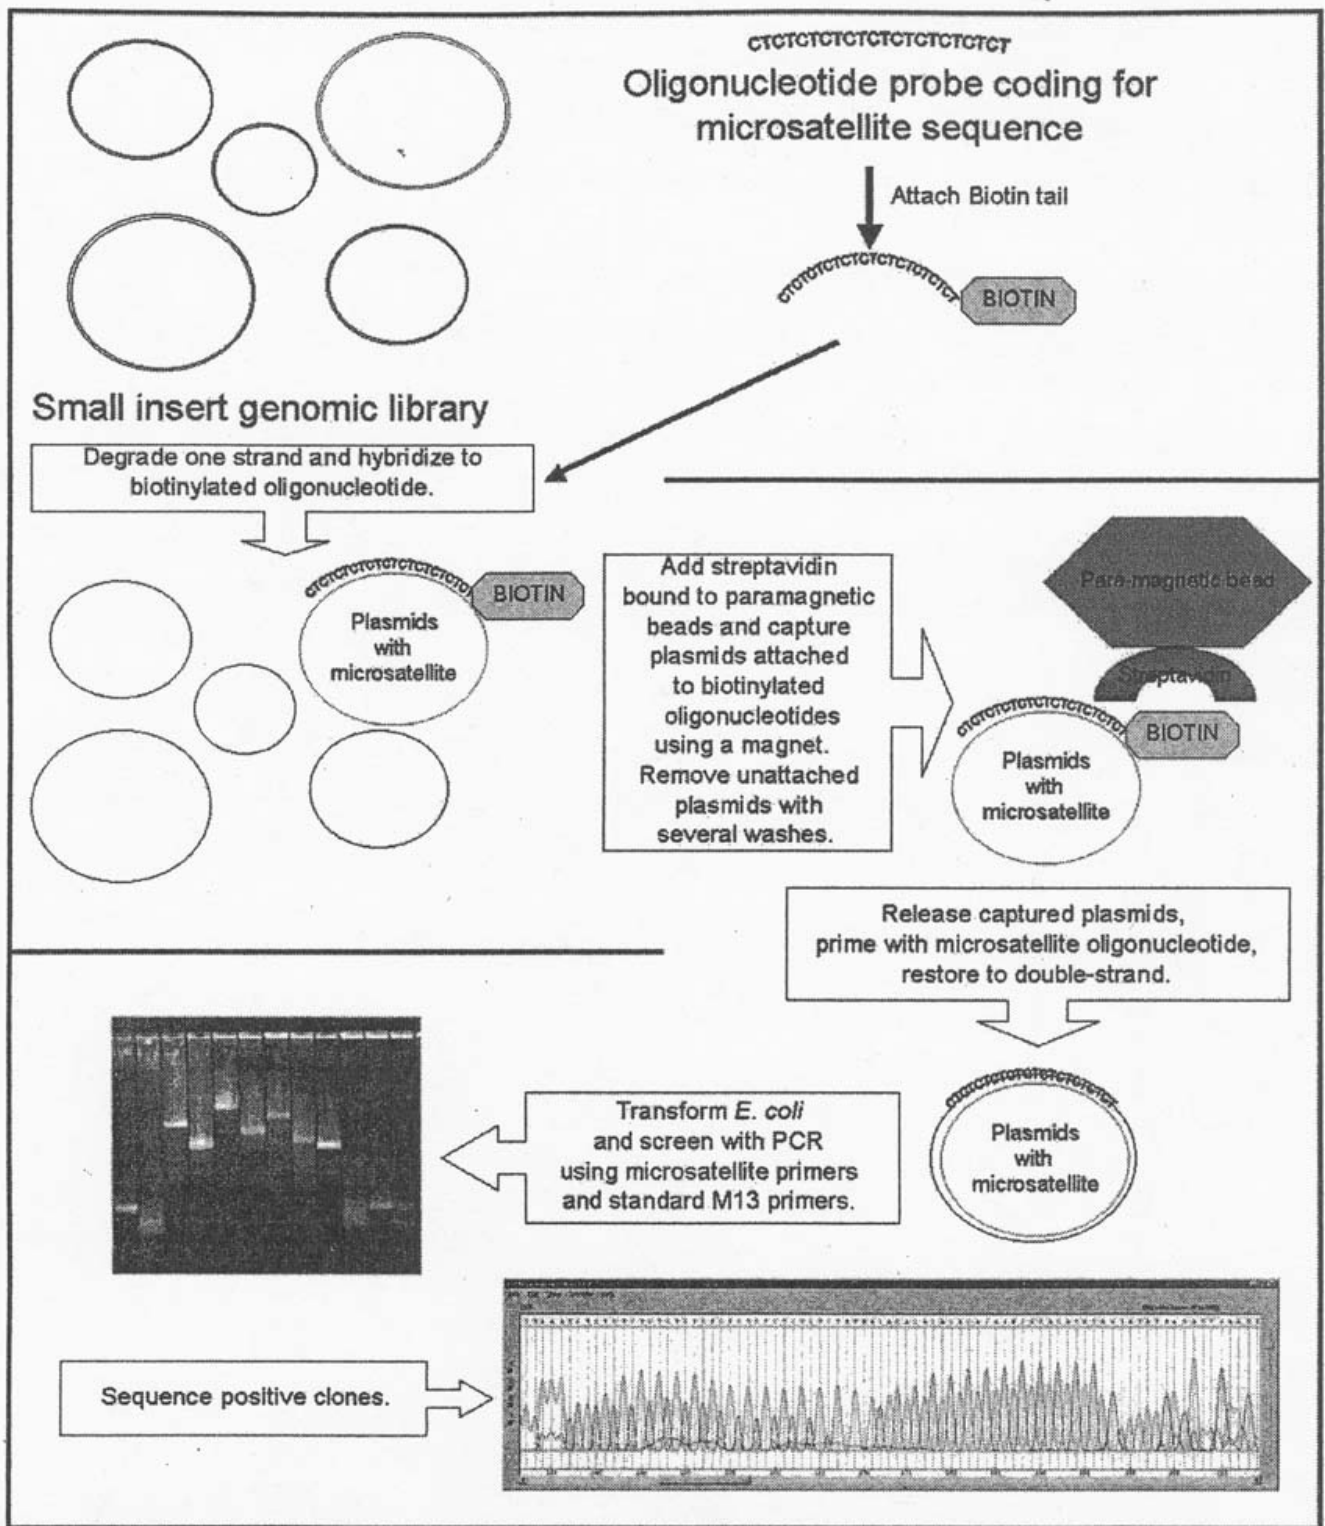 CTCTCTCTCTCTCTCTCTCTCT
Oligonucleotide probe coding for
microsatellite sequence
Attach Biotin tail
BIOTIN
Small insert genomic library
Degrade one strand and hybridize to
biotinylated oligonucleotide.
BIOTIN
Plasmids
with
microsatellite
Add streptavidin
bound to paramagnetic
beads and capture
plasmids attached
to biotinylated
oligonucleotides
using a magnet.
Remove unattached
plasmids with
several washes.
Para-magnetic bead
Streptavidin
BIOTIN
Plasmids
with
microsatellite
Release captured plasmids,
prime with microsatellite oligonucleotide,
restore to double-strand.
Plasmids
with
microsatellite
Transform E. coli
and screen with PCR
using microsatellite primers
and standard M13 primers.
Sequence positive clones.